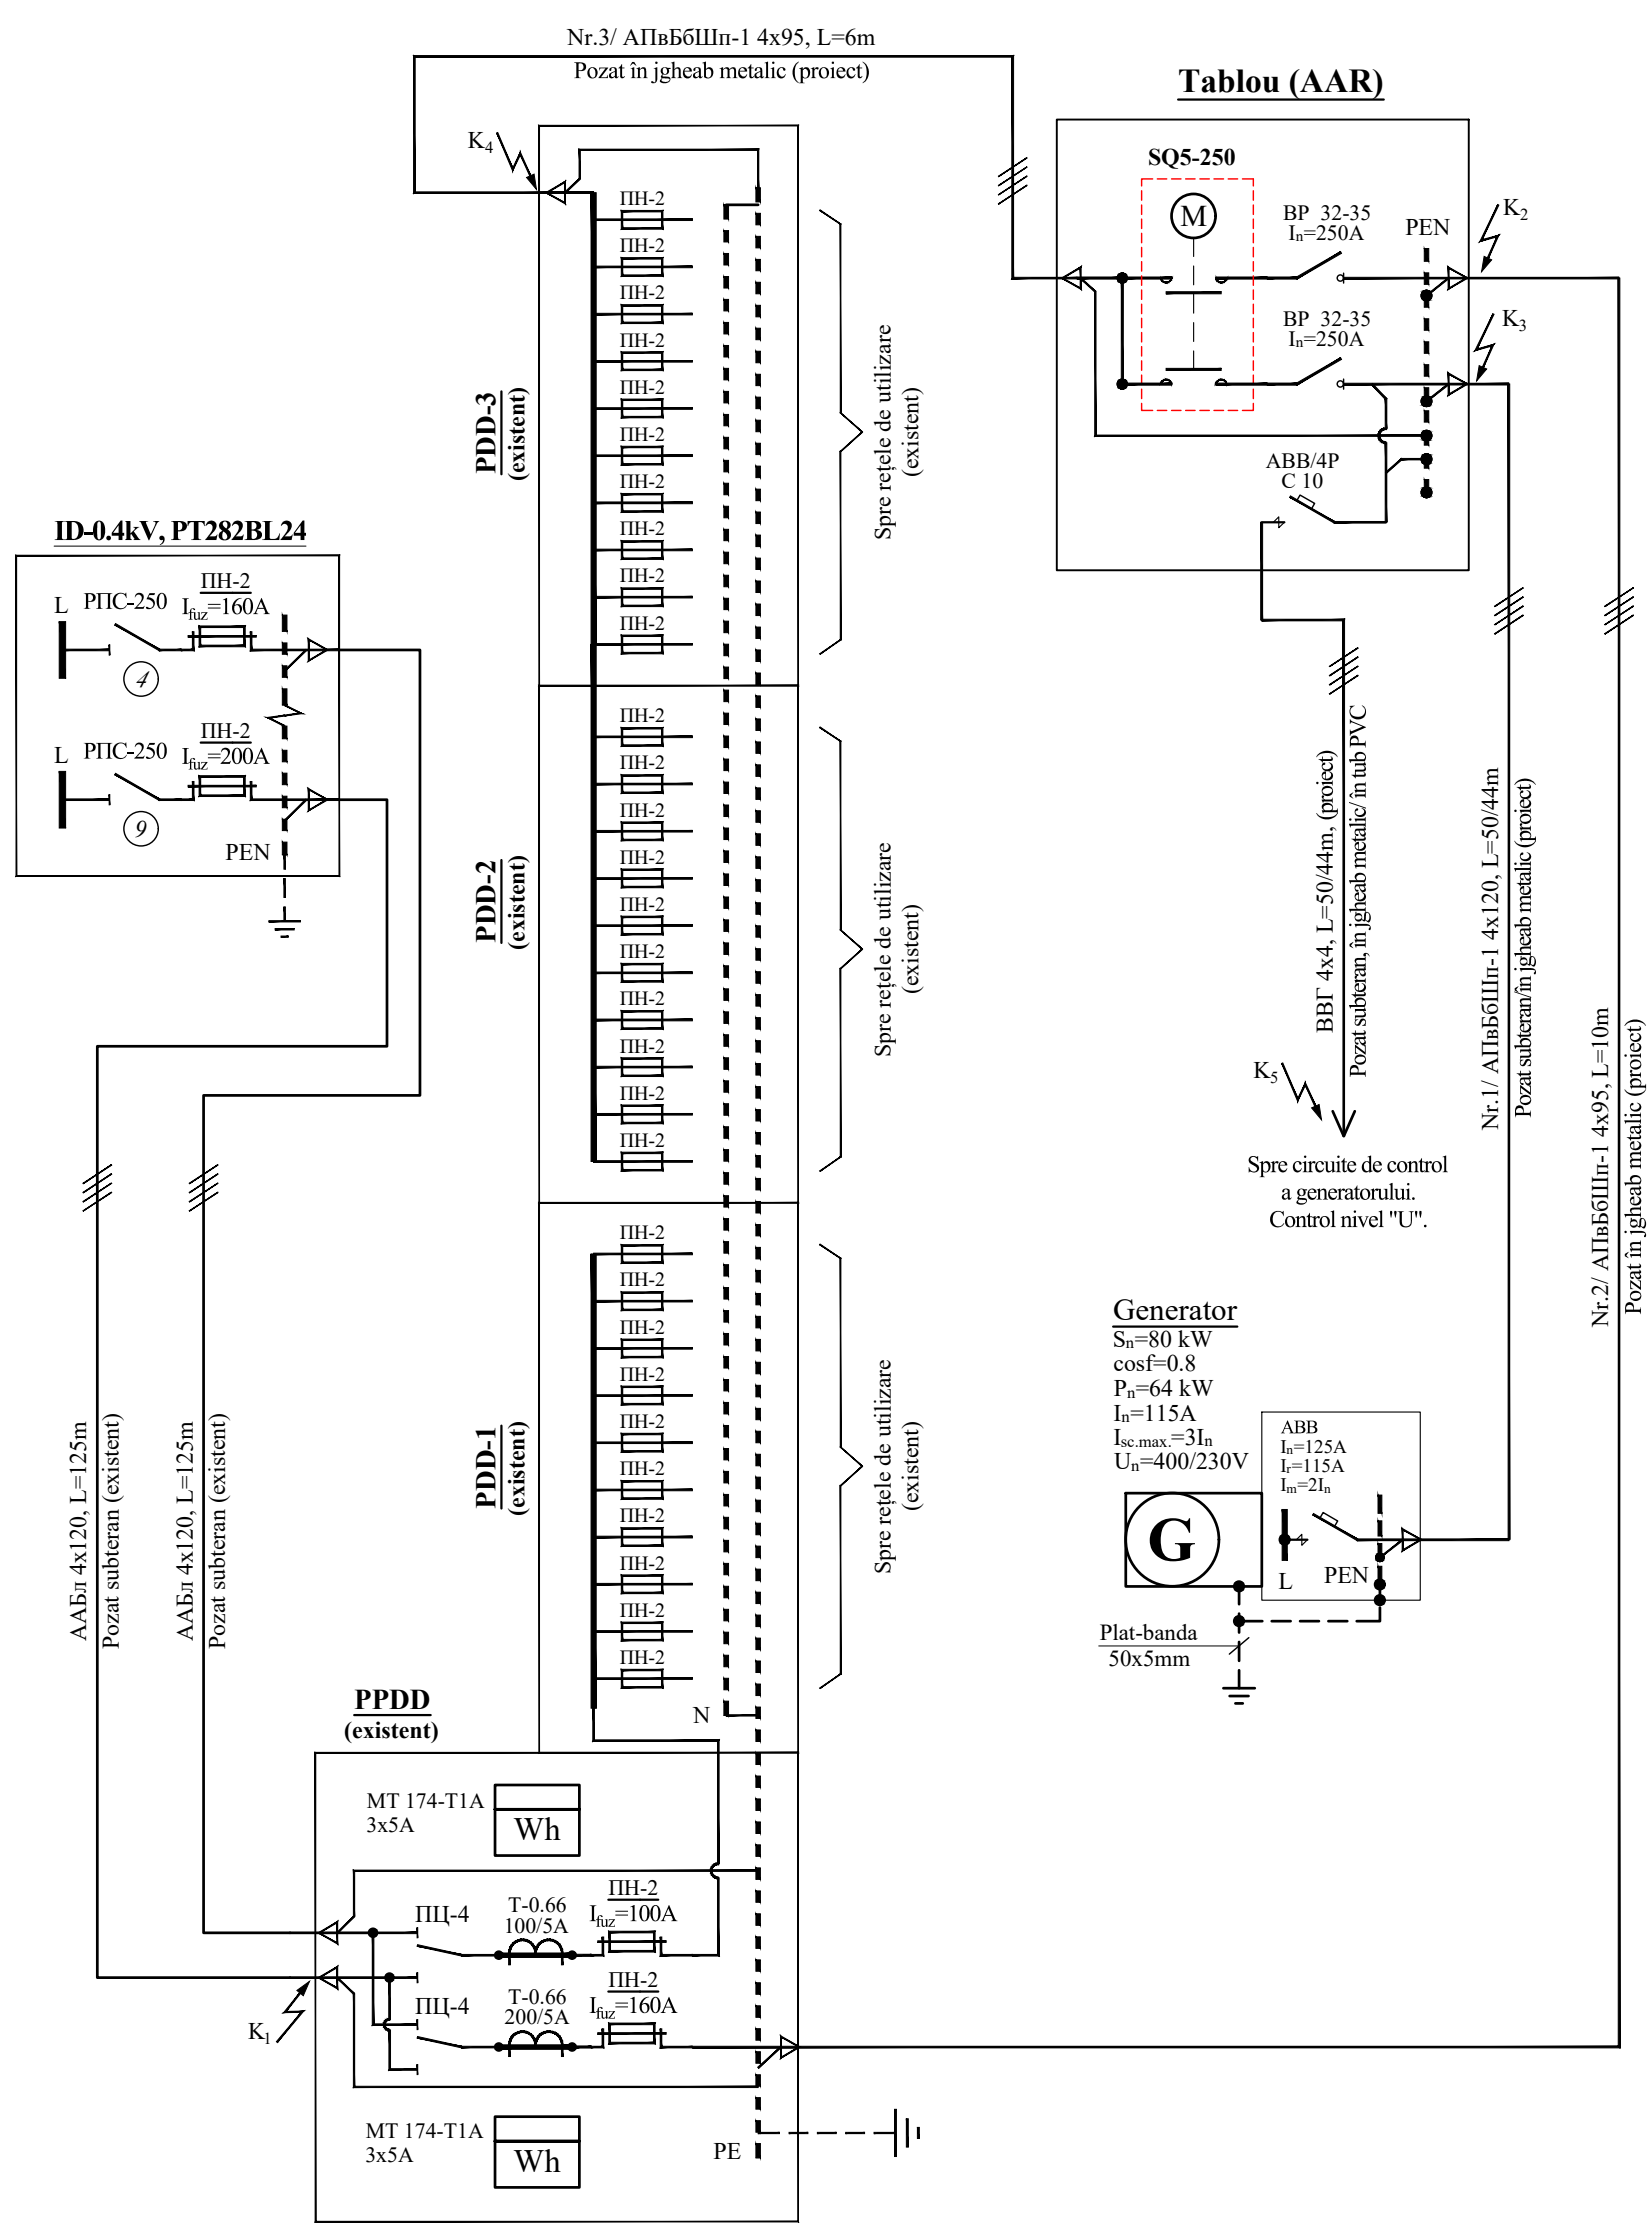 Nr.3/ АПвБбШп-1 4x95, L=6m
Pozat în jgheab metalic (proiect)
Tablou (AAR)
K4
SQ5-250
M
ВР 32-35
In=250A
PEN
K2
ВР 32-35
In=250A
K3
ABB/4P
C 10
ПН-2
ПН-2
ПН-2
ПН-2
ПН-2
ПН-2
ПН-2
ПН-2
ПН-2
ПН-2
PDD-3
(existent)
Spre rețele de utilizare
(existent)
ID-0.4kV, PT282BL24
L
РПС-250
ПН-2
Ifuz=160A
4
L
РПС-250
ПН-2
Ifuz=200A
9
PEN
ПН-2
ПН-2
ПН-2
ПН-2
ПН-2
ПН-2
ПН-2
ПН-2
ПН-2
ПН-2
PDD-2
(existent)
Spre rețele de utilizare
(existent)
ВВГ 4x4, L=50/44m, (proiect)
Pozat subteran, în jgheab metalic/ în tub PVC
K5
Spre circuite de control
a generatorului.
Control nivel "U".
Nr.1/ АПвБбШп-1 4x120, L=50/44m
Pozat subteran/în jgheab metalic (proiect)
Nr.2/ АПвБбШп-1 4x95, L=10m
Pozat în jgheab metalic (proiect)
ПН-2
ПН-2
ПН-2
ПН-2
ПН-2
ПН-2
ПН-2
ПН-2
ПН-2
ПН-2
PDD-1
(existent)
Spre rețele de utilizare
(existent)
N
Generator
Sn=80 kW
cosf=0.8
Pn=64 kW
In=115A
Isc.max.=3In
Un=400/230V
G
ABB
In=125A
Ir=115A
Im=2In
L
PEN
Plat-banda
50x5mm
ААБл 4x120, L=125m
Pozat subteran (existent)
ААБл 4x120, L=125m
Pozat subteran (existent)
PPDD
(existent)
MT 174-T1A
3x5A
Wh
ПЦ-4
T-0.66
100/5A
ПН-2
Ifuz=100A
K1
ПЦ-4
T-0.66
200/5A
ПН-2
Ifuz=160A
MT 174-T1A
3x5A
Wh
PE